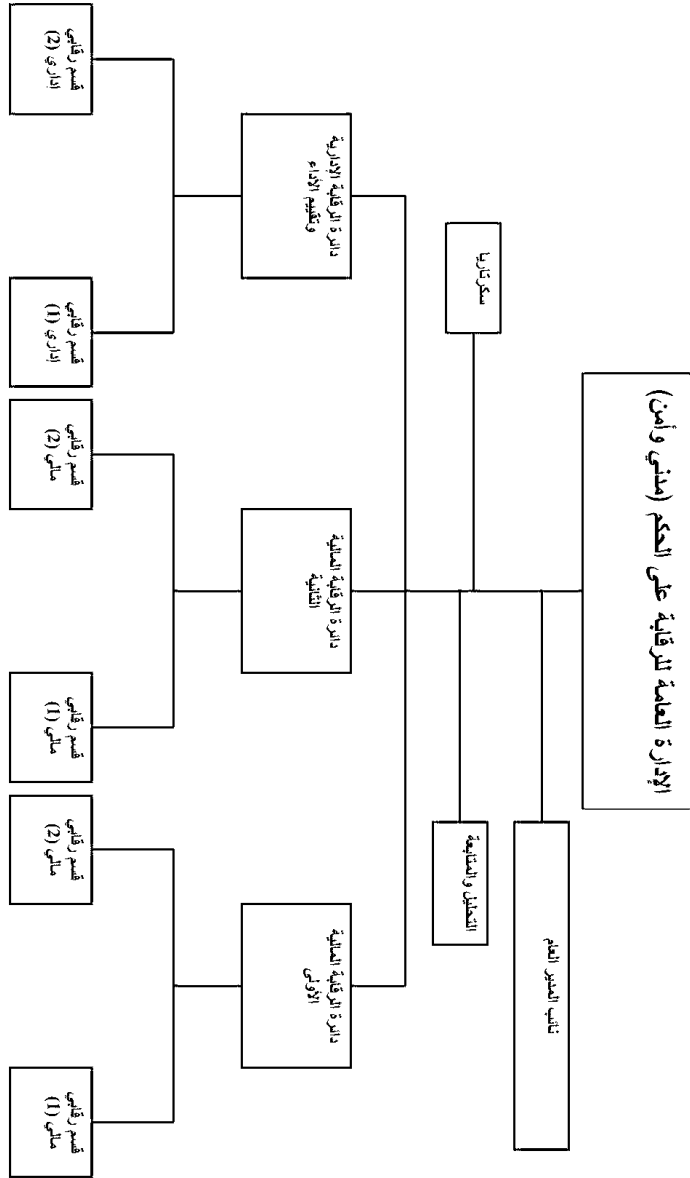 الإدارة العامة للرقابة على الحكم (مدني وأمن)
نائب المدير العام
التحليل والمتابعة
سكرتاريا
دائرة الرقابة المالية
الأولى
دائرة الرقابة المالية
الثانية
دائرة الرقابة الإدارية
وتقييم الأداء
قسم رقابي
مالي (1)
قسم رقابي
مالي (2)
قسم رقابي
مالي (1)
قسم رقابي
مالي (2)
قسم رقابي
إداري (1)
قسم رقابي
إداري (2)